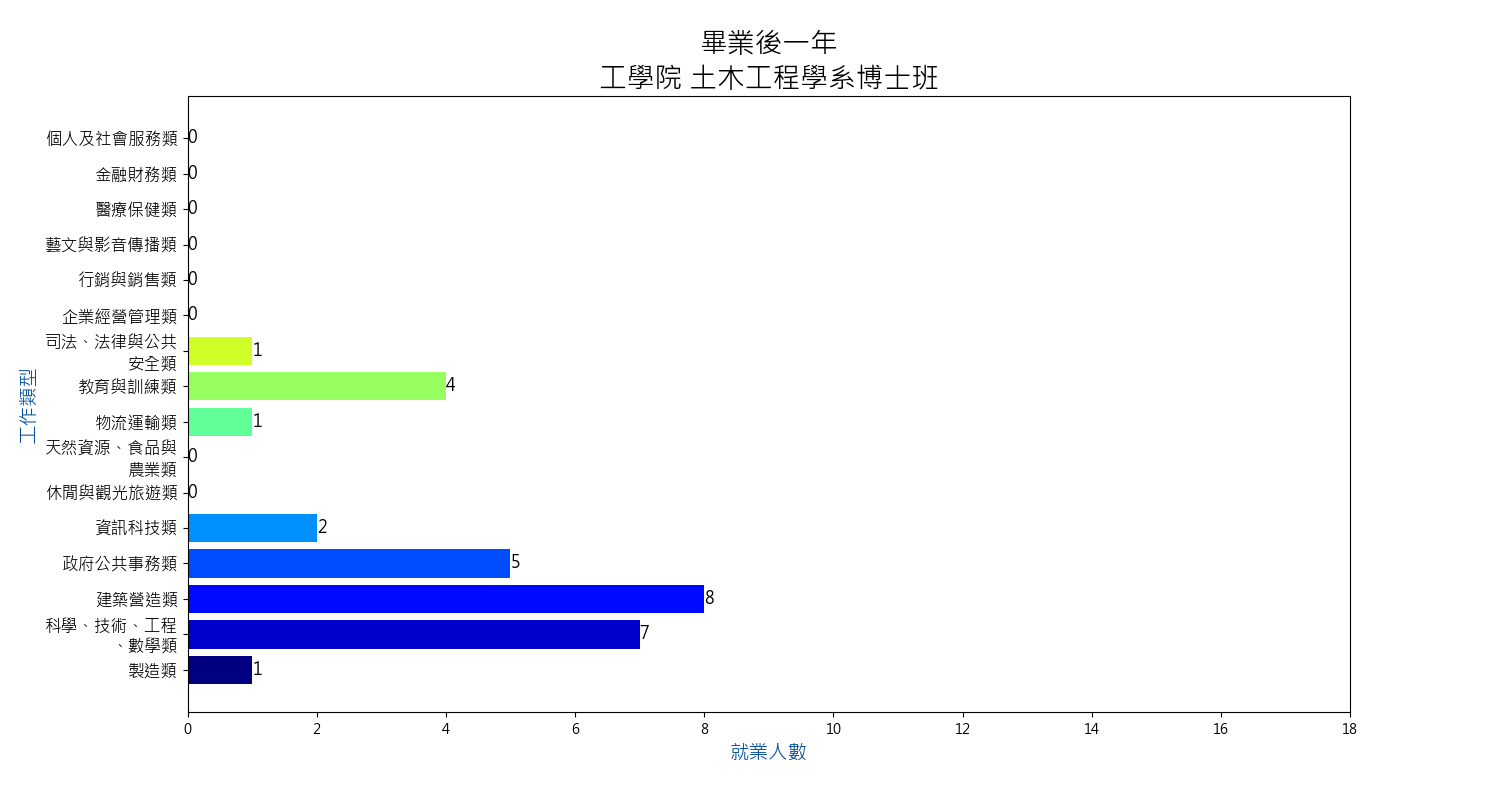 畢業後一年
工學院 土木工程學系博士班
個人及社會服務類 0
金融財務類 0
醫療保健類 0
藝文與影音傳播類 0
行銷與銷售類 0
企業經營管理類 0
司法、法律與公共
安全類 1
教育與訓練類 4
物流運輸類 1
天然資源、食品與
農業類 0
休閒與觀光旅遊類 0
資訊科技類 2
政府公共事務類 5
建築營造類 8
科學、技術、工程
、數學類 7
製造類 1
工作類型
0 2 4 6 8 10 12 14 16 18
就業人數